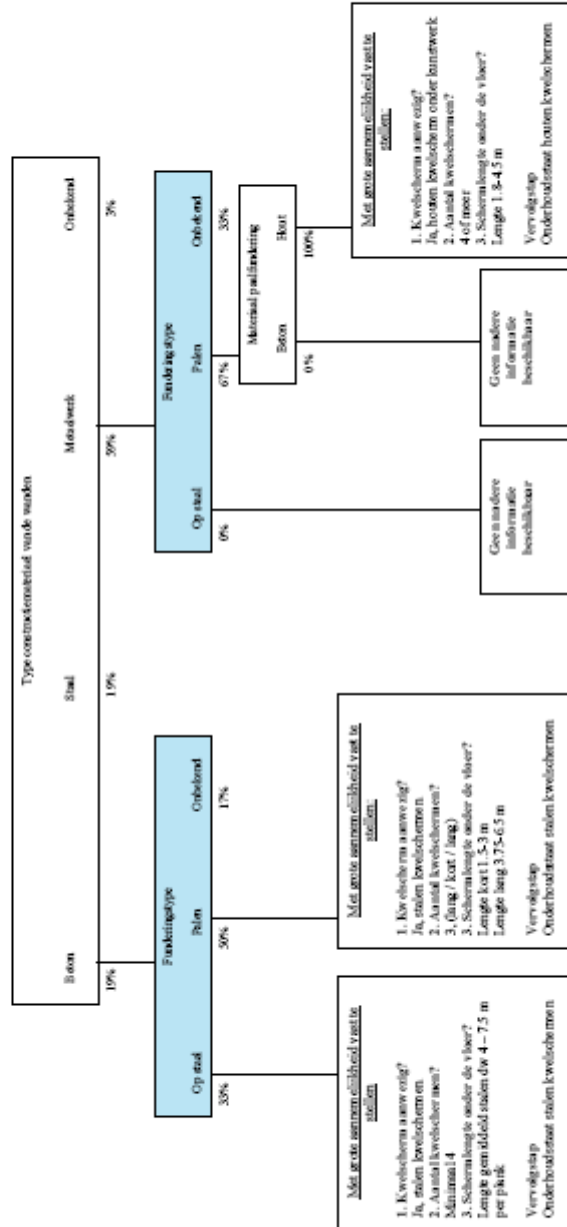 Type constructiemateriaal van de wanden
Beton
Staal
Metselwerk
Onbekend
19%
19%
59%
3%
Funderingstype
Op staal
Palen
Onbekend
33%
50%
17%
Funderingstype
Op staal
Palen
Onbekend
0%
67%
33%
Materiaal paalfundering
Beton
Hout
0%
100%
Met grote aannemelijkheid vast te
stellen
1. Kwelscherm aanwezig?
Ja, stalen kwelschermen
2. Aantal kwelschermen?
Minimaal 4
3. Schermlengte onder de vloer?
Lengte gemiddeld stalen dw 4 – 7.5 m
per plank
Vervolgstap
Onderhoudsstaat stalen kwelschermen
Met grote aannemelijkheid vast te
stellen:
1. Kwelscherm aanwezig?
Ja, stalen kwelschermen
2. Aantal kwelschermen?
3, (lang / kort / lang)
3. Schermlengte onder de vloer?
Lengte kort 1.5-3 m
Lengte lang 3.75-6.5 m
Vervolgstap
Onderhoudsstaat stalen kwelschermen
Geen nadere
informatie
beschikbaar
Geen nadere
informatie
beschikbaar
Met grote aannemelijkheid vast te
stellen:
1. Kwelscherm aanwezig?
Ja, houten kwelscherm onder kunstwerk
2. Aantal kwelschermen?
4 of meer
3. Schermlengte onder de vloer?
Lengte 1.8-4.5 m
Vervolgstap
Onderhoudsstaat houten kwelschermen